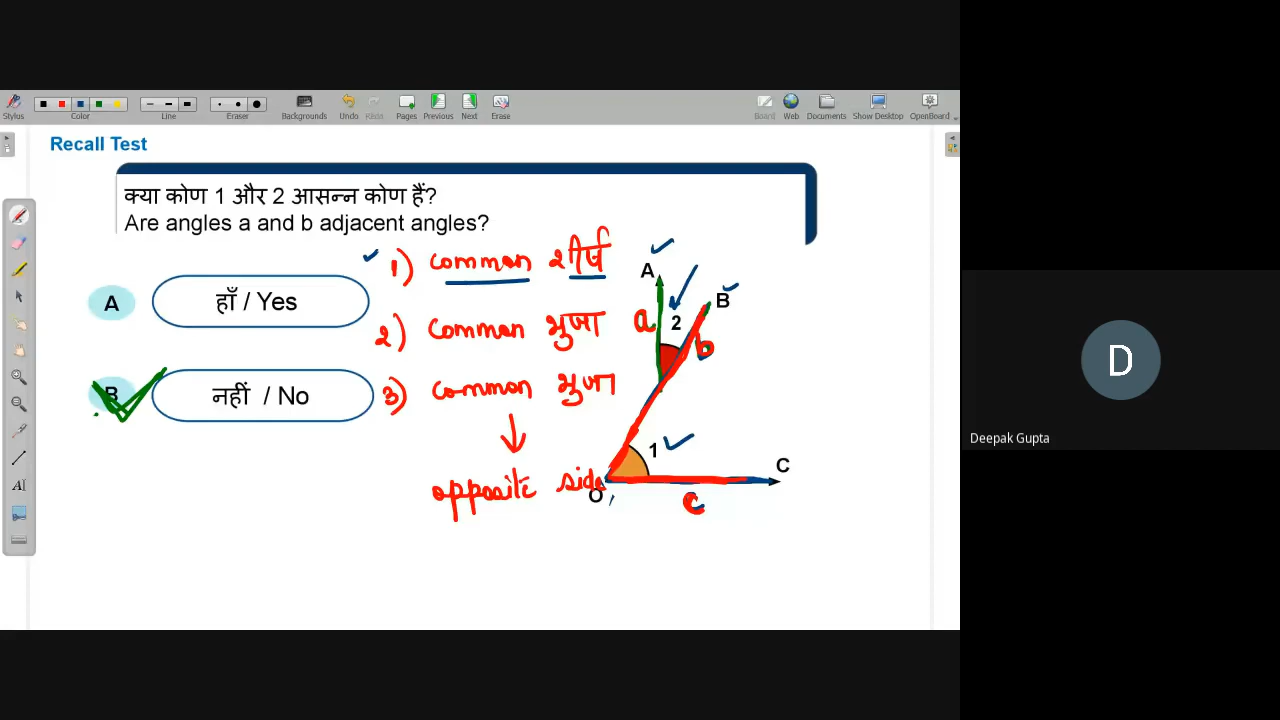 Stylus
Color
Line
Eraser
Backgrounds
Undo
Redo
Pages
Previous
Next
Erase
Board
Web
Documents
Show Desktop
OpenBoard
Recall Test
क्या कोण 1 और 2 आसन्न कोण हैं?
Are angles a and b adjacent angles?
1) common शीर्ष
A हाँ / Yes
2) common भुजा
B नहीं / No
3) common भुजा
opposite side
A
B
a
2
b
1
C
O
c
D
Deepak Gupta